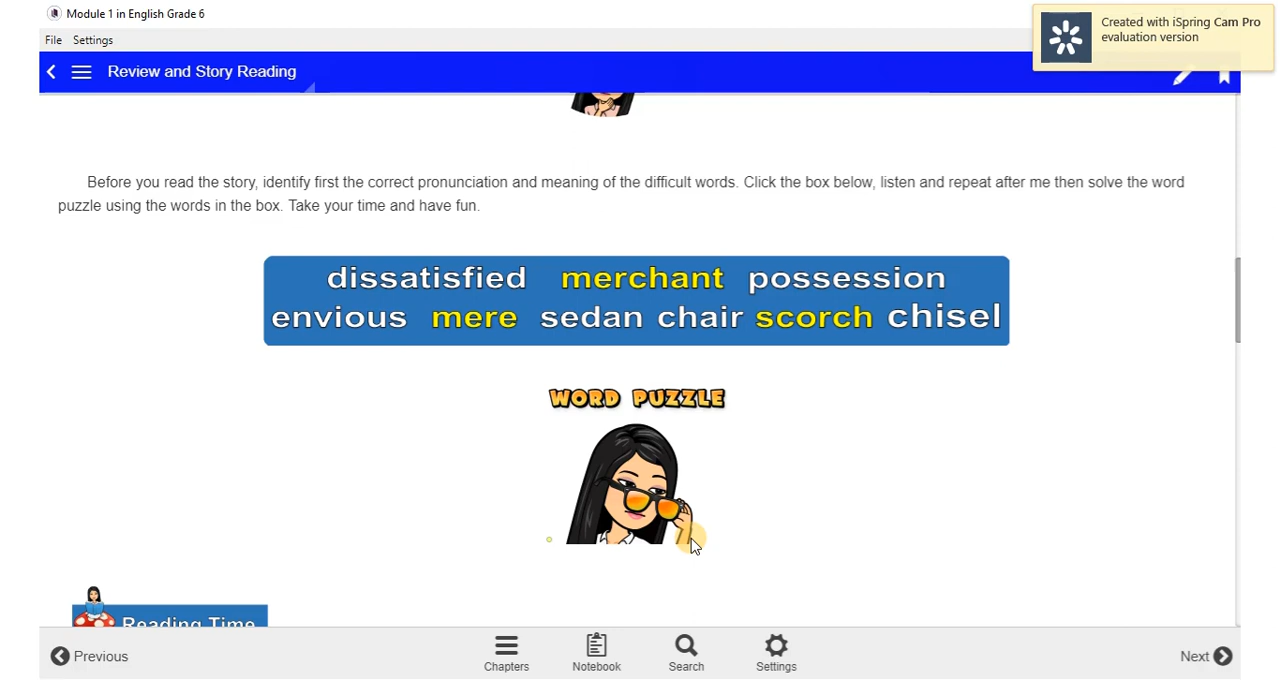 Module 1 in English Grade 6
Created with iSpring Cam Pro
evaluation version
File Settings
Review and Story Reading
Before you read the story, identify first the correct pronunciation and meaning of the difficult words. Click the box below, listen and repeat after me then solve the word
puzzle using the words in the box. Take your time and have fun.
dissatisfied merchant possession
envious mere sedan chair scorch chisel
WORD PUZZLE
Reading Time
Previous
Chapters
Notebook
Search
Settings
Next